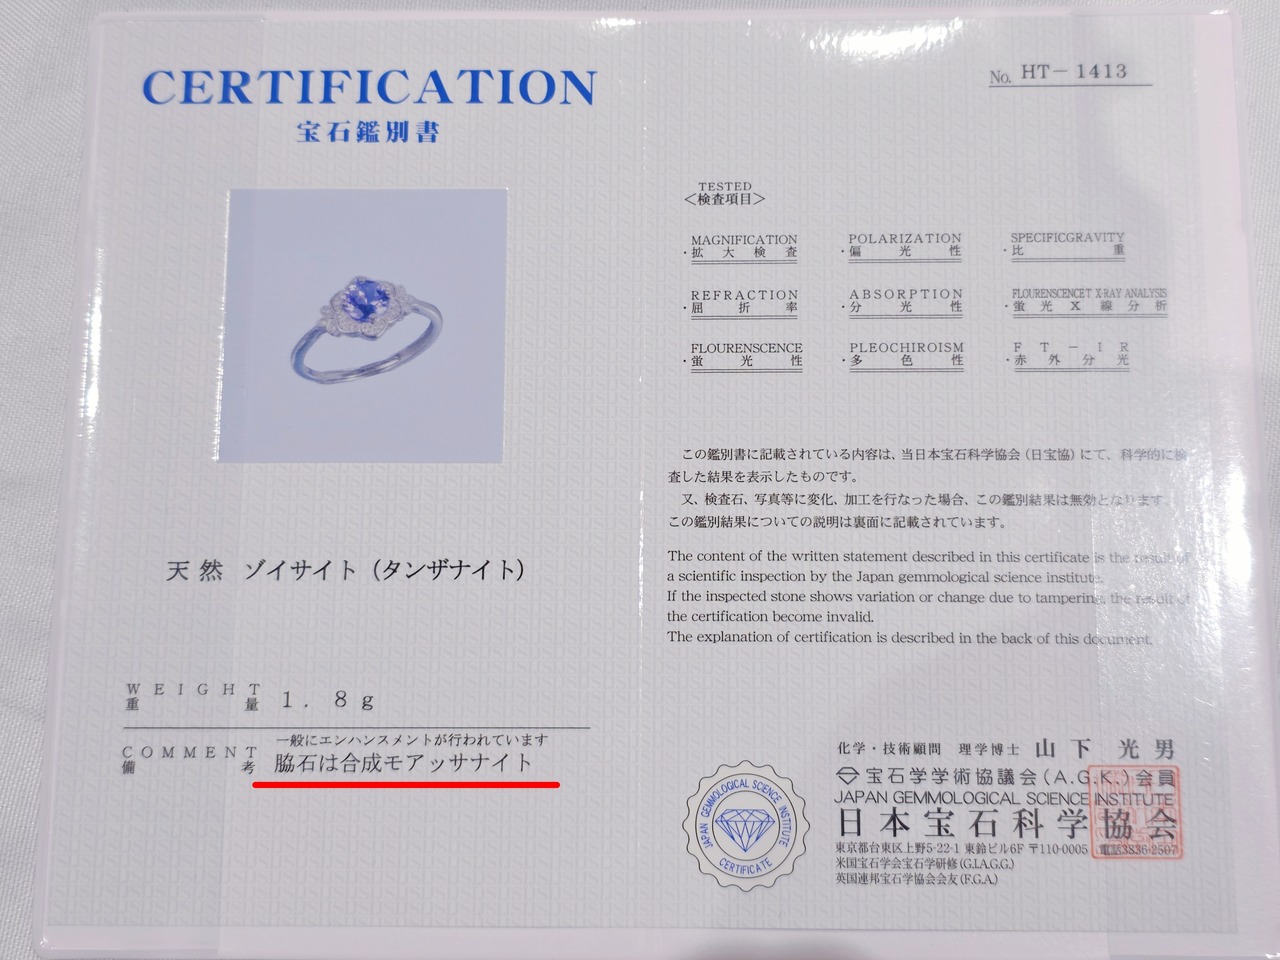 CERTIFICATION
宝石鑑別書
天然 ゾイサイト（タンザナイト）
WEIGHT
重量 1.8g
COMMENT
備考
一般にエンハンスメントが行われています
脇石は合成モアッサナイト
No. HT－1413
TESTED
＜検査項目＞
MAGNIFICATION
・拡大検査
POLARIZATION
・偏光性
SPECIFICGRAVITY
・比重
REFRACTION
・屈折率
ABSORPTION
・分光性
FLOURENSCENCET X-RAY ANALYSIS
・蛍光X線分析
FLOURENSCENCE
・蛍光性
PLEOCHIROISM
・多色性
FT－IR
・赤外分光
この鑑別書に記載されている内容は、当日本宝石科学協会（日宝協）にて、科学的に検
査した結果を表示したものです。
又、検査石、写真等に変化、加工を行なった場合、この鑑別結果は無効となります。
この鑑別結果についての説明は裏面に記載されています。
The content of the written statement described in this certificate is the result of
a scientific inspection by the Japan gemmological science institute.
If the inspected stone shows variation or change due to tampering, the result of
the certification become invalid.
The explanation of certification is described in the back of this document.
JAPAN GEMMOLOGICAL SCIENCE INSTITUTE
CERTIFICATE
化学・技術顧問 理学博士 山下 光男
宝石学学術協議会（A.G.K.）会員
JAPAN GEMMOLOGICAL SCIENCE INSTITUTE
日本宝石科学協会
東京都台東区上野5-22-1 東鈴ビル6F 〒110-0005 電話3836-2507
米国宝石学会宝石学研修（G.I.A.G.G.）
英国連邦宝石学協会会友（F.G.A.）